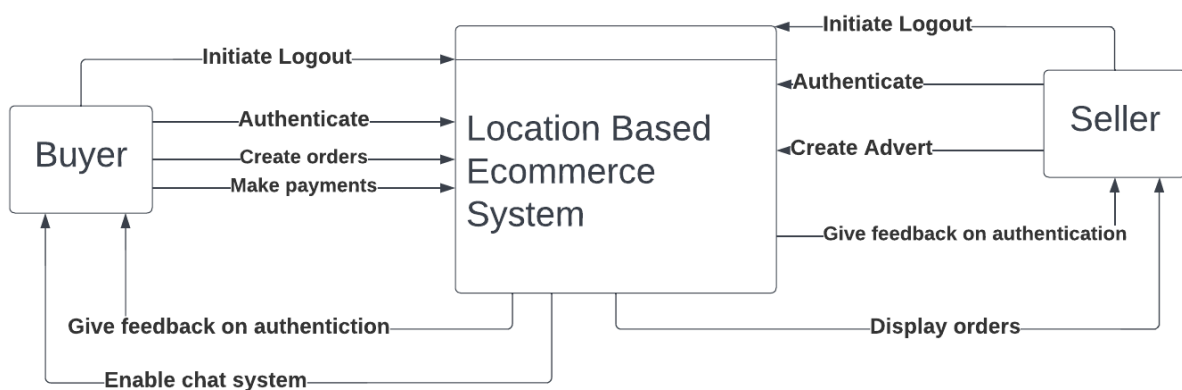 Initiate Logout
Initiate Logout
Authenticate
Authenticate
Create orders
Make payments
Buyer
Location Based
Ecommerce
System
Seller
Create Advert
Give feedback on authentication
Give feedback on authentiction
Display orders
Enable chat system